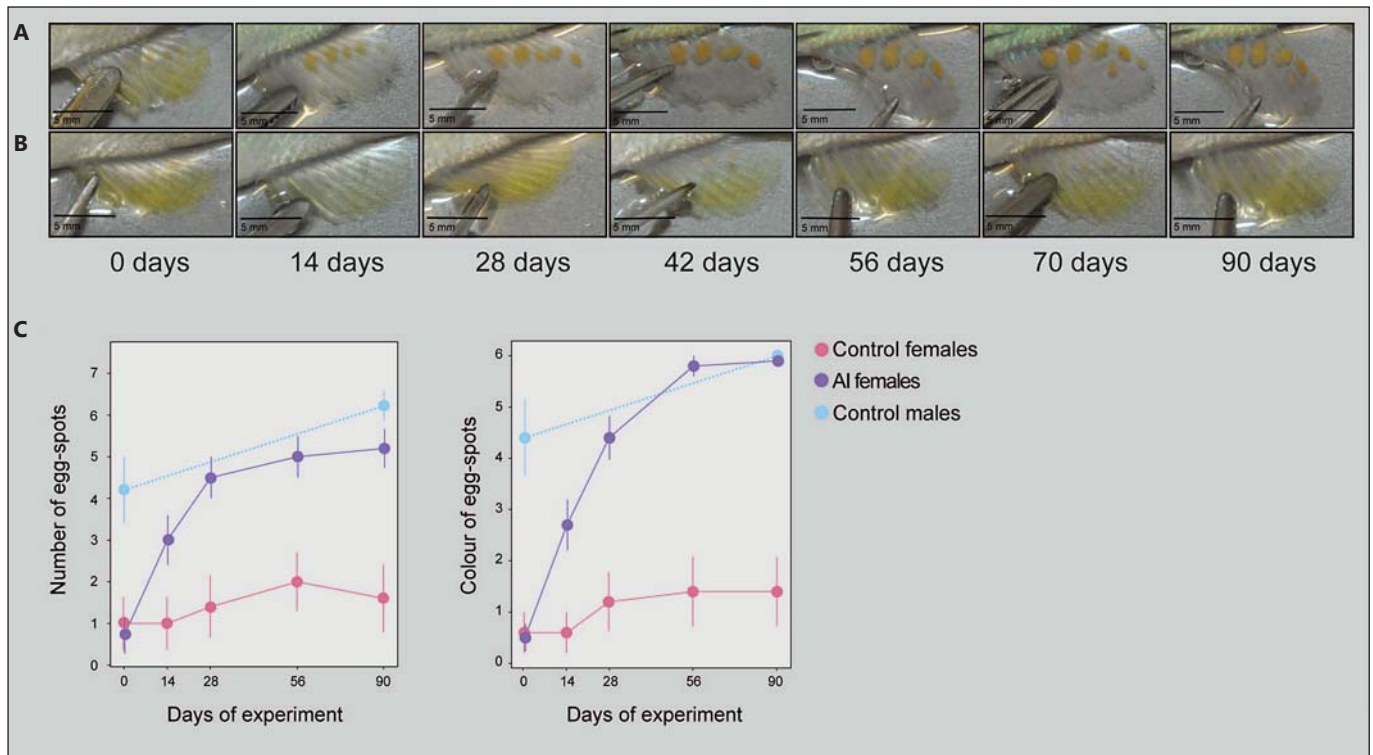 A
5 mm 5 mm 5 mm 5 mm 5 mm 5 mm 5 mm
B
5 mm 5 mm 5 mm 5 mm 5 mm 5 mm 5 mm
0 days 14 days 28 days 42 days 56 days 70 days 90 days
C
Number of egg-spots
7
6
5
4
3
2
1
0
0 14 28 56 90
Days of experiment
Colour of egg-spots
6
5
4
3
2
1
0
0 14 28 56 90
Days of experiment
Control females
AI females
Control males